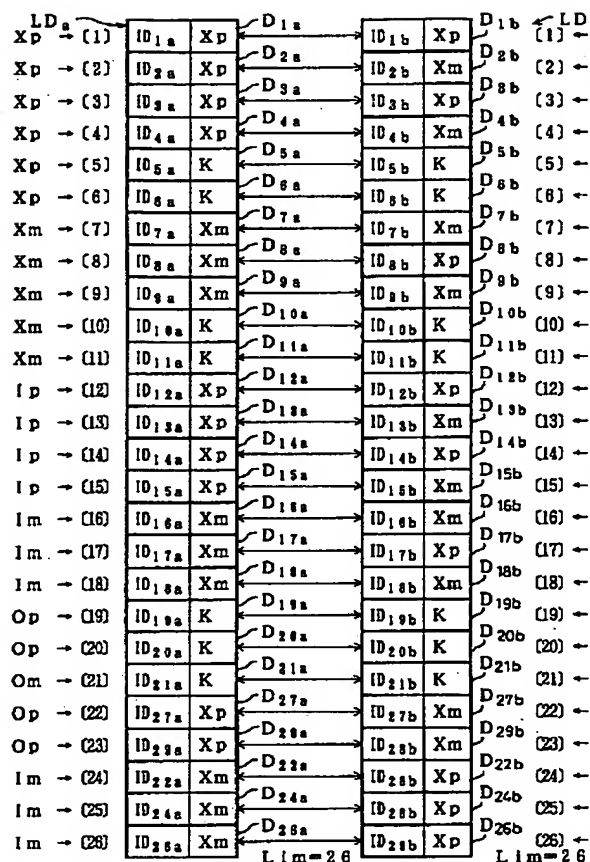 LDa D1a D1b LD
Xp → (1) ID1a Xp ID1b Xp (1) ←
Xp → (2) ID2a Xp D2a ID2b Xm D2b (2) ←
Xp → (3) ID3a Xp D3a ID3b Xp D3b (3) ←
Xp → (4) ID4a Xp D4a ID4b Xm D4b (4) ←
Xp → (5) ID5a K D5a ID5b K D5b (5) ←
Xp → (6) ID6a K D6a ID6b K D6b (6) ←
Xm → (7) ID7a Xm D7a ID7b Xm D7b (7) ←
Xm → (8) ID8a Xm D8a ID8b Xp D8b (8) ←
Xm → (9) ID9a Xm D9a ID9b Xm D9b (9) ←
Xm → (10) ID10a K D10a ID10b K D10b (10) ←
Xm → (11) ID11a K D11a ID11b K D11b (11) ←
Ip → (12) ID12a Xp D12a ID12b Xp D12b (12) ←
Ip → (13) ID13a Xp D13a ID13b Xm D13b (13) ←
Ip → (14) ID14a Xp D14a ID14b Xp D14b (14) ←
Ip → (15) ID15a Xp D15a ID15b Xm D15b (15) ←
Im → (16) ID16a Xm D16a ID16b Xm D16b (16) ←
Im → (17) ID17a Xm D17a ID17b Xp D17b (17) ←
Im → (18) ID18a Xm D18a ID18b Xm D18b (18) ←
Op → (19) ID19a K D19a ID19b K D19b (19) ←
Op → (20) ID20a K D20a ID20b K D20b (20) ←
Om → (21) ID21a K D21a ID21b K D21b (21) ←
Op → (22) ID27a Xp D27a ID27b Xm D27b (22) ←
Op → (23) Xp Xm D29b (23) ←
Im → (24) ID22a Xm D22a Xp D22b (24) ←
Im → (25) ID24a Xm D24a Xp D24b (25) ←
Im → (26) ID26a Xm D26a Xp D26b (26) ←
Lim=26 Lim=26